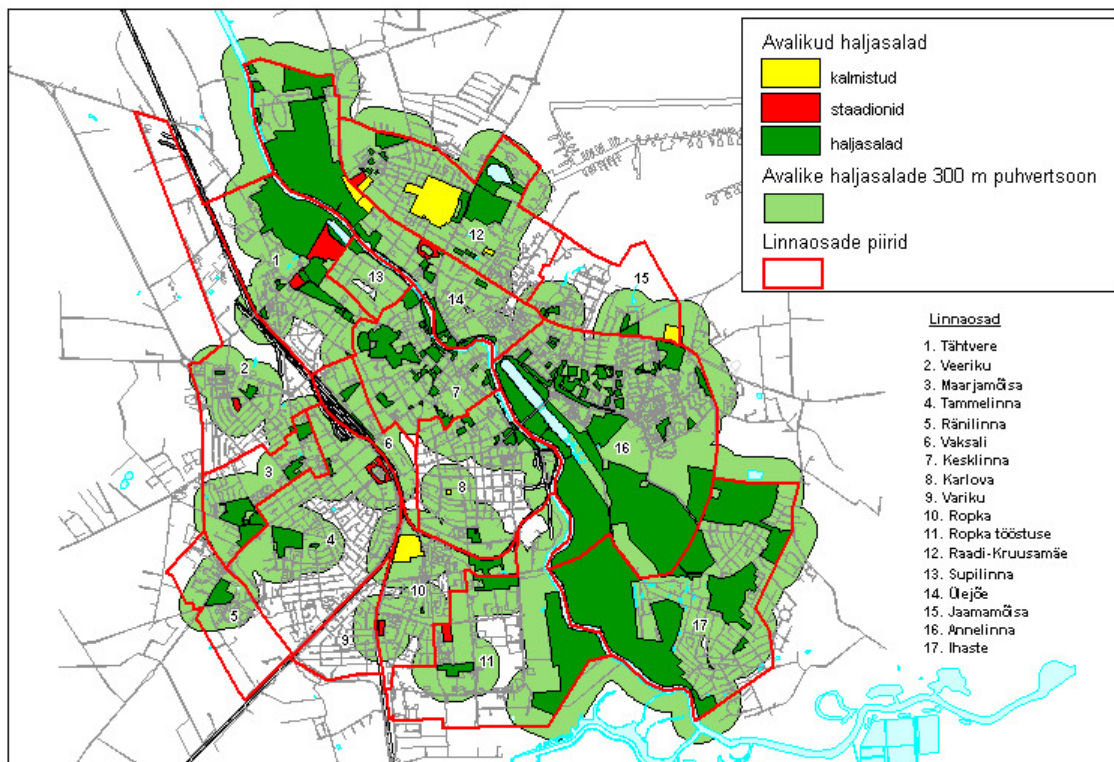 Avalikud haljasalad
kalmistud
staadionid
haljasalad
Avalike haljasalade 300 m puhvertsoon
Linnaosade piirid
Linnaosad
1. Tähtvere
2. Veeriku
3. Maarjamõisa
4. Tammelinna
5. Ränilinna
6. Vaksali
7. Kesklinna
8. Karlova
9. Variku
10. Ropka
11. Ropka tööstuse
12. Raadi-Kruusamäe
13. Supilinna
14. Ülejõe
15. Jaamamõisa
16. Annelinna
17. Ihaste
12
15
1
13
14
2
7
6
16
3
8
4
10
5
9
11
17